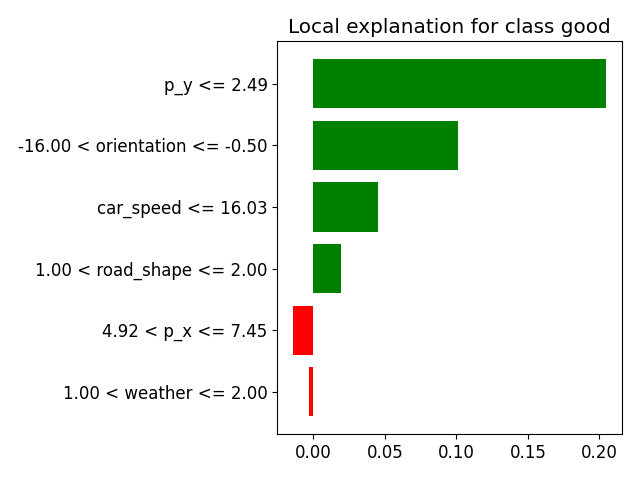 Local explanation for class good
p_y <= 2.49
-16.00 < orientation <= -0.50
car_speed <= 16.03
1.00 < road_shape <= 2.00
4.92 < p_x <= 7.45
1.00 < weather <= 2.00
0.00 0.05 0.10 0.15 0.20